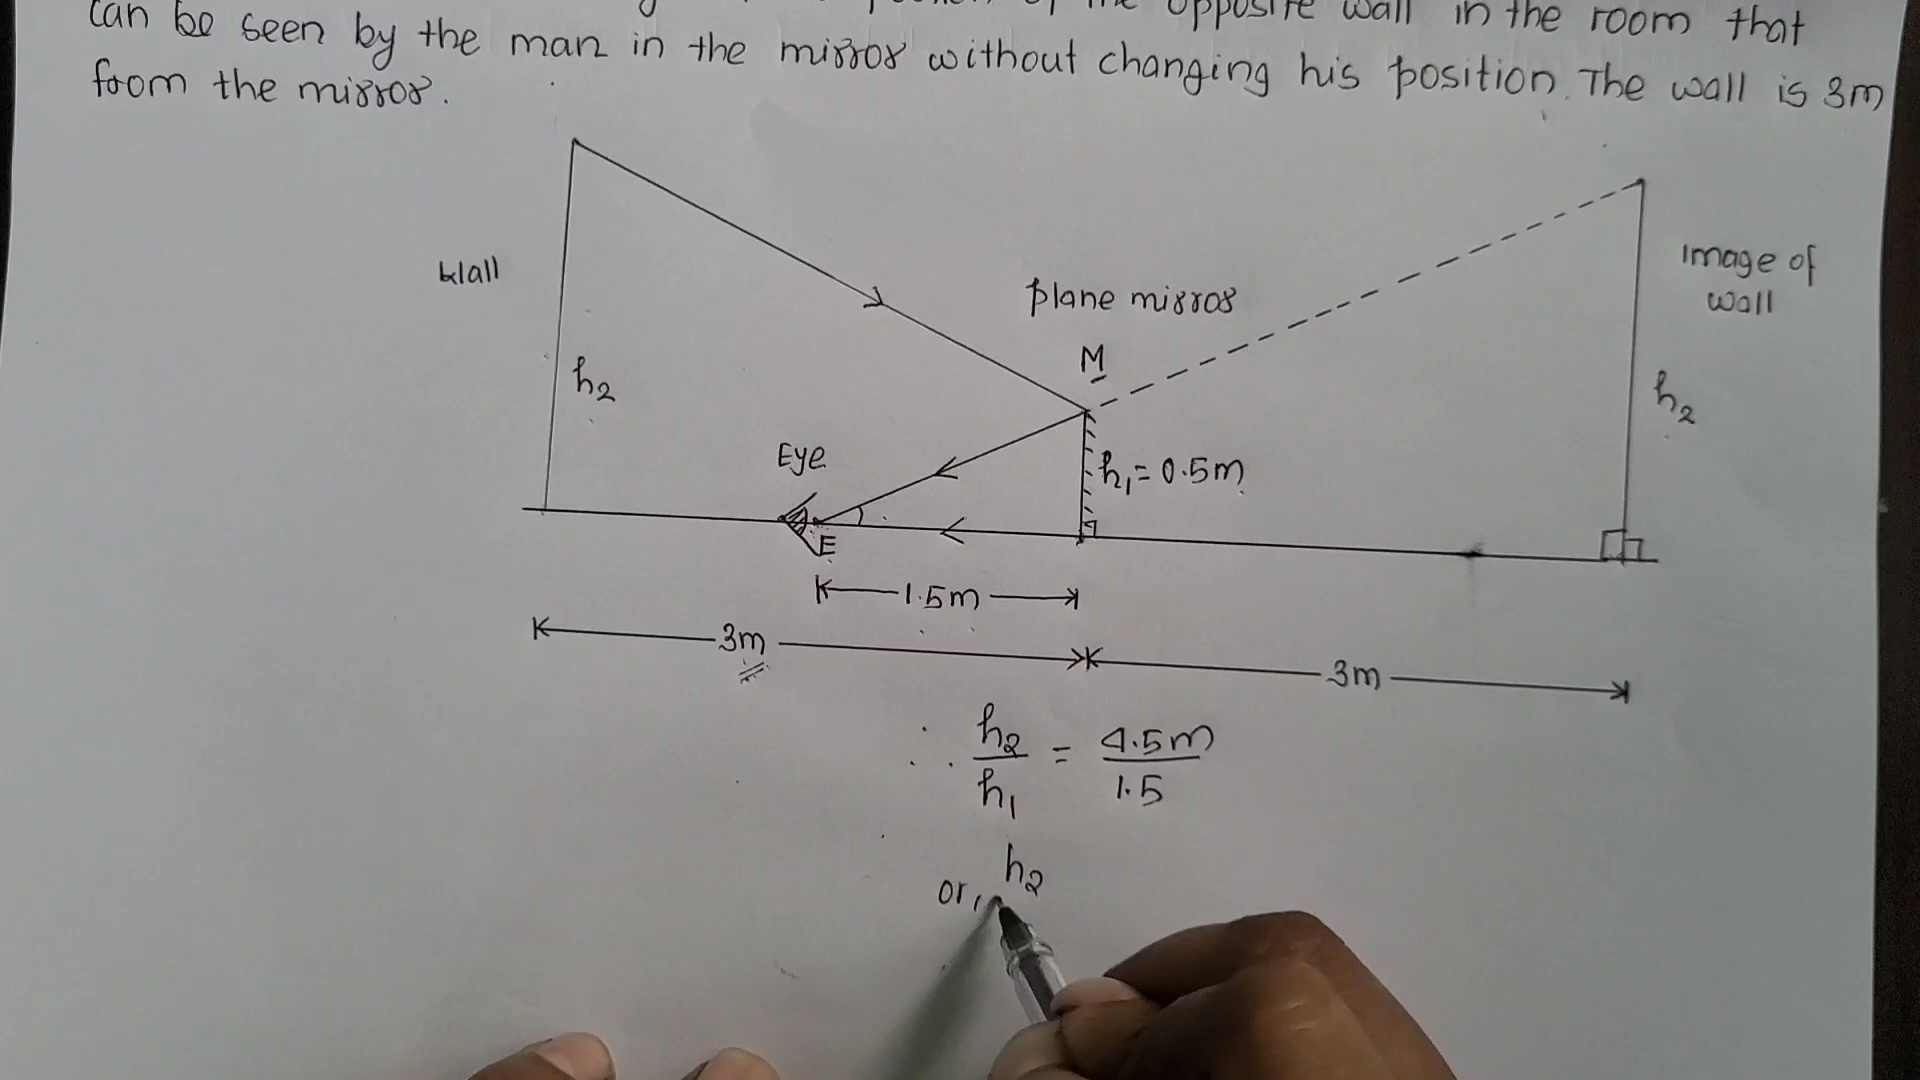 can be seen by the man in the mirror without changing his position. The wall is 3m
from the mirror.
Wall
Image of
wall
plane mirror
M
h₂
h₂
Eye
h₁= 0.5m
E
1.5m
3m
3m
∴ h₂/h₁ = 4.5m/1.5
or, h₂